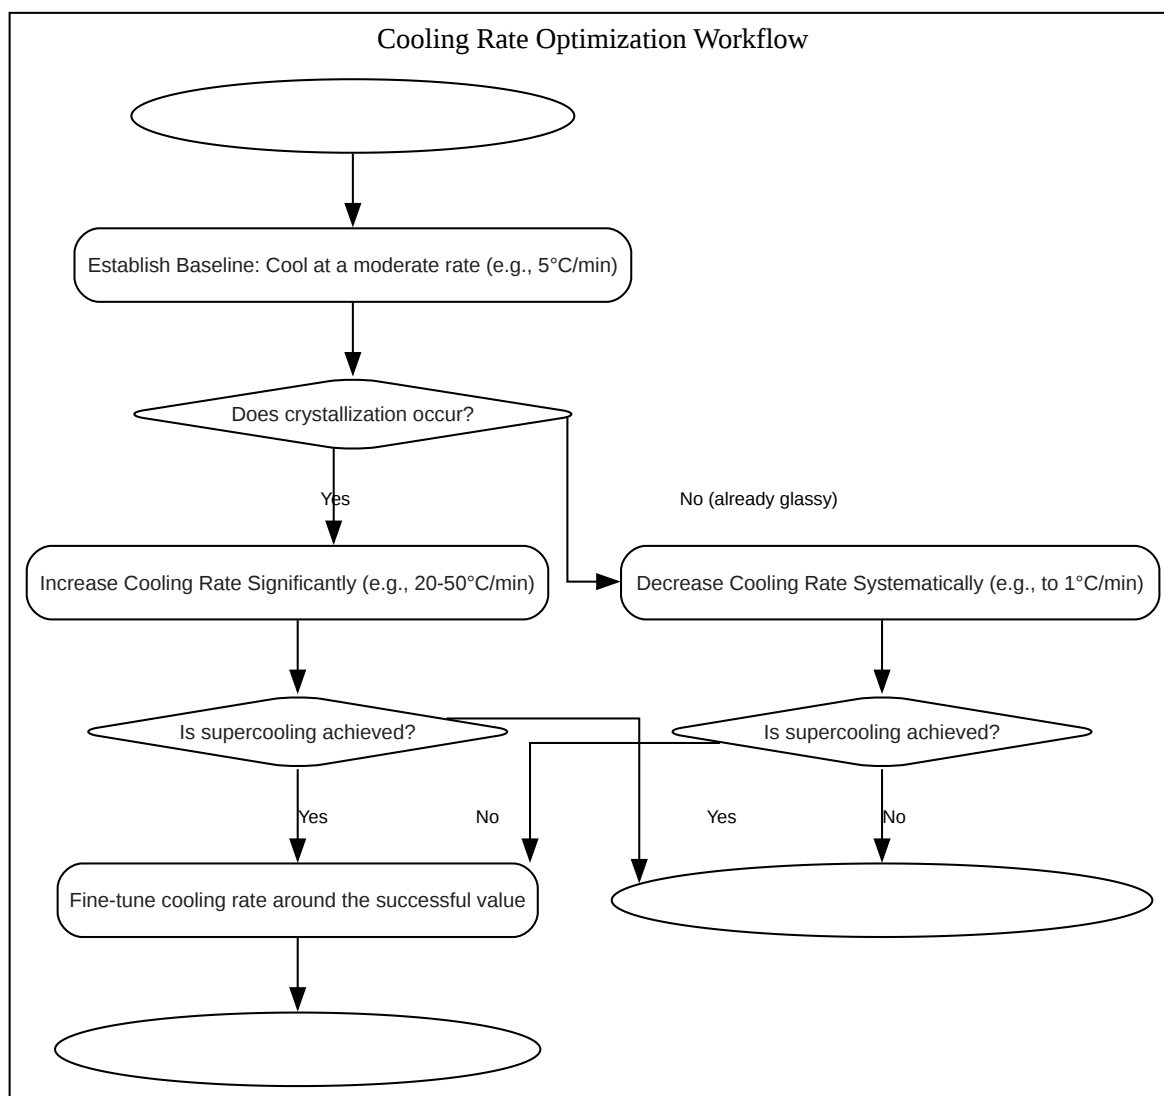 Cooling Rate Optimization Workflow
Establish Baseline: Cool at a moderate rate (e.g., 5°C/min)
Does crystallization occur?
Yes
No (already glassy)
Increase Cooling Rate Significantly (e.g., 20-50°C/min)
Decrease Cooling Rate Systematically (e.g., to 1°C/min)
Is supercooling achieved?
Is supercooling achieved?
Yes
No
Yes
No
Fine-tune cooling rate around the successful value